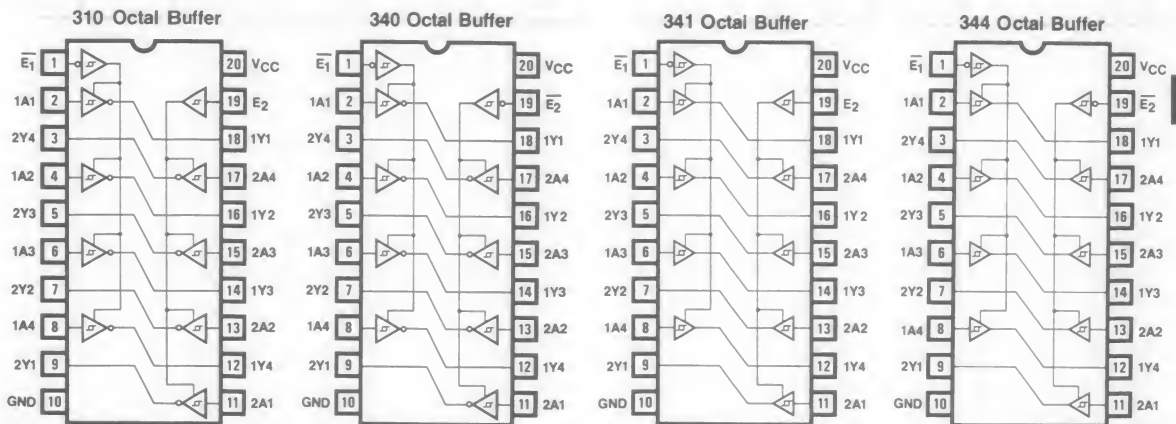 310 Octal Buffer
E̅₁ 1
1A1 2
2Y4 3
1A2 4
2Y3 5
1A3 6
2Y2 7
1A4 8
2Y1 9
GND 10
20 VCC
19 E₂
18 1Y1
17 2A4
16 1Y2
15 2A3
14 1Y3
13 2A2
12 1Y4
11 2A1
340 Octal Buffer
E̅₁ 1
1A1 2
2Y4 3
1A2 4
2Y3 5
1A3 6
2Y2 7
1A4 8
2Y1 9
GND 10
20 VCC
19 E̅₂
18 1Y1
17 2A4
16 1Y2
15 2A3
14 1Y3
13 2A2
12 1Y4
11 2A1
341 Octal Buffer
E̅₁ 1
1A1 2
2Y4 3
1A2 4
2Y3 5
1A3 6
2Y2 7
1A4 8
2Y1 9
GND 10
20 VCC
19 E₂
18 1Y1
17 2A4
16 1Y2
15 2A3
14 1Y3
13 2A2
12 1Y4
11 2A1
344 Octal Buffer
E̅₁ 1
1A1 2
2Y4 3
1A2 4
2Y3 5
1A3 6
2Y2 7
1A4 8
2Y1 9
GND 10
20 VCC
19 E̅₂
18 1Y1
17 2A4
16 1Y2
15 2A3
14 1Y3
13 2A2
12 1Y4
11 2A1